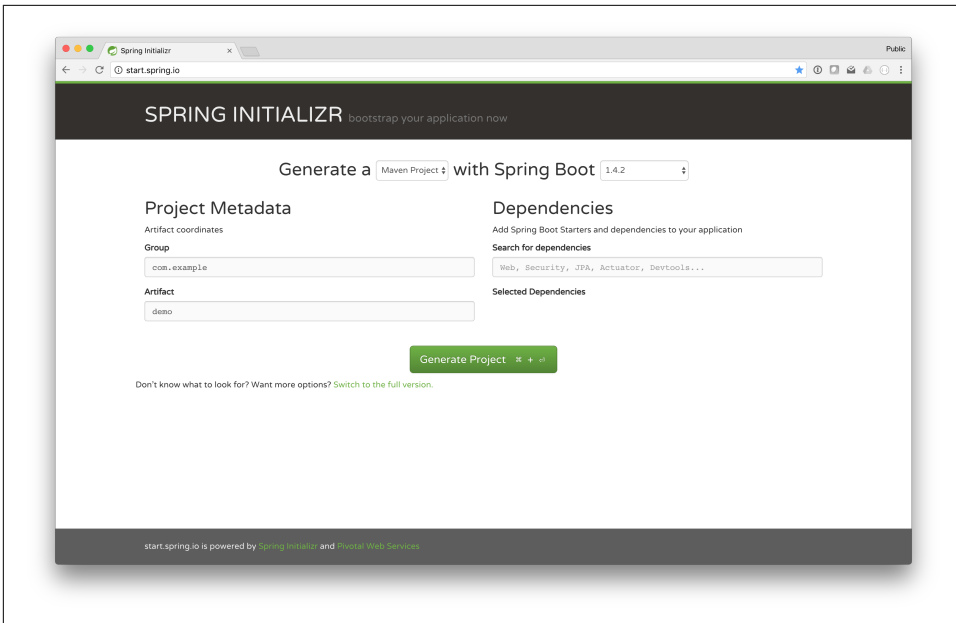 Spring Initializr
Public
start.spring.io
SPRING INITIALIZR bootstrap your application now
Generate a Maven Project with Spring Boot 1.4.2
Project Metadata
Artifact coordinates
Group
com.example
Artifact
demo
Dependencies
Add Spring Boot Starters and dependencies to your application
Search for dependencies
Web, Security, JPA, Actuator, Devtools...
Selected Dependencies
Generate Project ⌘ + ⏎
Don't know what to look for? Want more options? Switch to the full version.
start.spring.io is powered by Spring Initializr and Pivotal Web Services